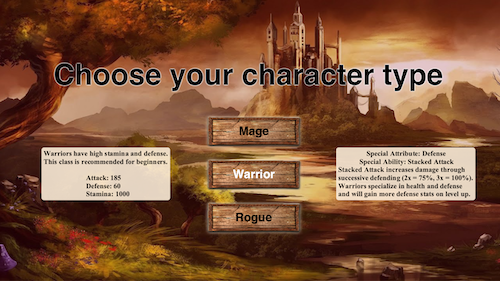 Choose your character type
Mage
Warriors have high stamina and defense.
This class is recommended for beginners.
Attack: 185
Defense: 60
Stamina: 1000
Warrior
Special Attribute: Defense
Special Ability: Stacked Attack
Stacked Attack increases damage through
successive defending (2x = 75%, 3x = 100%).
Warriors specialize in health and defense
and will gain more defense stats on level up.
Rogue